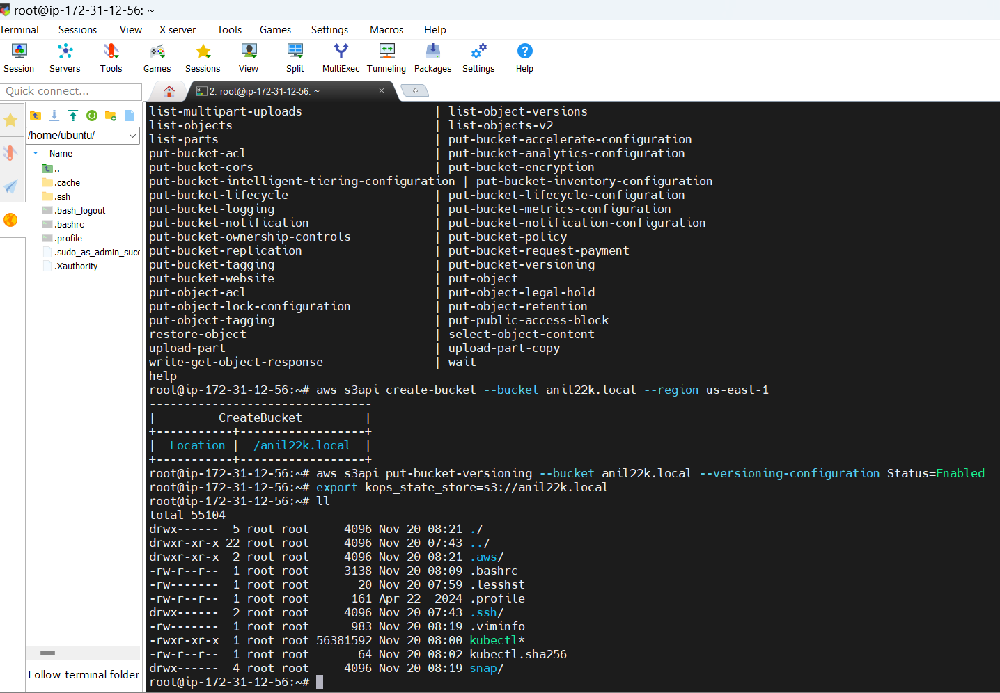 root@ip-172-31-12-56: ~
Terminal Sessions View X server Tools Games Settings Macros Help
Session Servers Tools Games Sessions View Split MultiExec Tunneling Packages Settings Help
Quick connect...
2. root@ip-172-31-12-56: ~
/home/ubuntu/
Name
..
.cache
.ssh
.bash_logout
.bashrc
.profile
.sudo_as_admin_succ
.Xauthority
Follow terminal folder
list-multipart-uploads                   | list-object-versions
list-objects                             | list-objects-v2
list-parts                               | put-bucket-accelerate-configuration
put-bucket-acl                           | put-bucket-analytics-configuration
put-bucket-cors                          | put-bucket-encryption
put-bucket-intelligent-tiering-configuration | put-bucket-inventory-configuration
put-bucket-lifecycle                     | put-bucket-lifecycle-configuration
put-bucket-logging                       | put-bucket-metrics-configuration
put-bucket-notification                  | put-bucket-notification-configuration
put-bucket-ownership-controls            | put-bucket-policy
put-bucket-replication                   | put-bucket-request-payment
put-bucket-tagging                       | put-bucket-versioning
put-bucket-website                       | put-object
put-object-acl                           | put-object-legal-hold
put-object-lock-configuration            | put-object-retention
put-object-tagging                       | put-public-access-block
restore-object                           | select-object-content
upload-part                              | upload-part-copy
write-get-object-response                | wait
help
root@ip-172-31-12-56:~# aws s3api create-bucket --bucket anil22k.local --region us-east-1
--------------------------------
|         CreateBucket         |
+-----------+------------------+
|  Location |  /anil22k.local  |
+-----------+------------------+
root@ip-172-31-12-56:~# aws s3api put-bucket-versioning --bucket anil22k.local --versioning-configuration Status=Enabled
root@ip-172-31-12-56:~# export kops_state_store=s3://anil22k.local
root@ip-172-31-12-56:~# ll
total 55104
drwx------  5 root root     4096 Nov 20 08:21 ./
drwxr-xr-x 22 root root     4096 Nov 20 07:43 ../
drwxr-xr-x  2 root root     4096 Nov 20 08:21 .aws/
-rw-r--r--  1 root root     3138 Nov 20 08:09 .bashrc
-rw-------  1 root root       20 Nov 20 07:59 .lesshst
-rw-r--r--  1 root root      161 Apr 22  2024 .profile
drwx------  2 root root     4096 Nov 20 07:43 .ssh/
-rw-------  1 root root      983 Nov 20 08:19 .viminfo
-rwxr-xr-x  1 root root 56381592 Nov 20 08:00 kubectl*
-rw-r--r--  1 root root       64 Nov 20 08:02 kubectl.sha256
drwx------  4 root root     4096 Nov 20 08:19 snap/
root@ip-172-31-12-56:~#